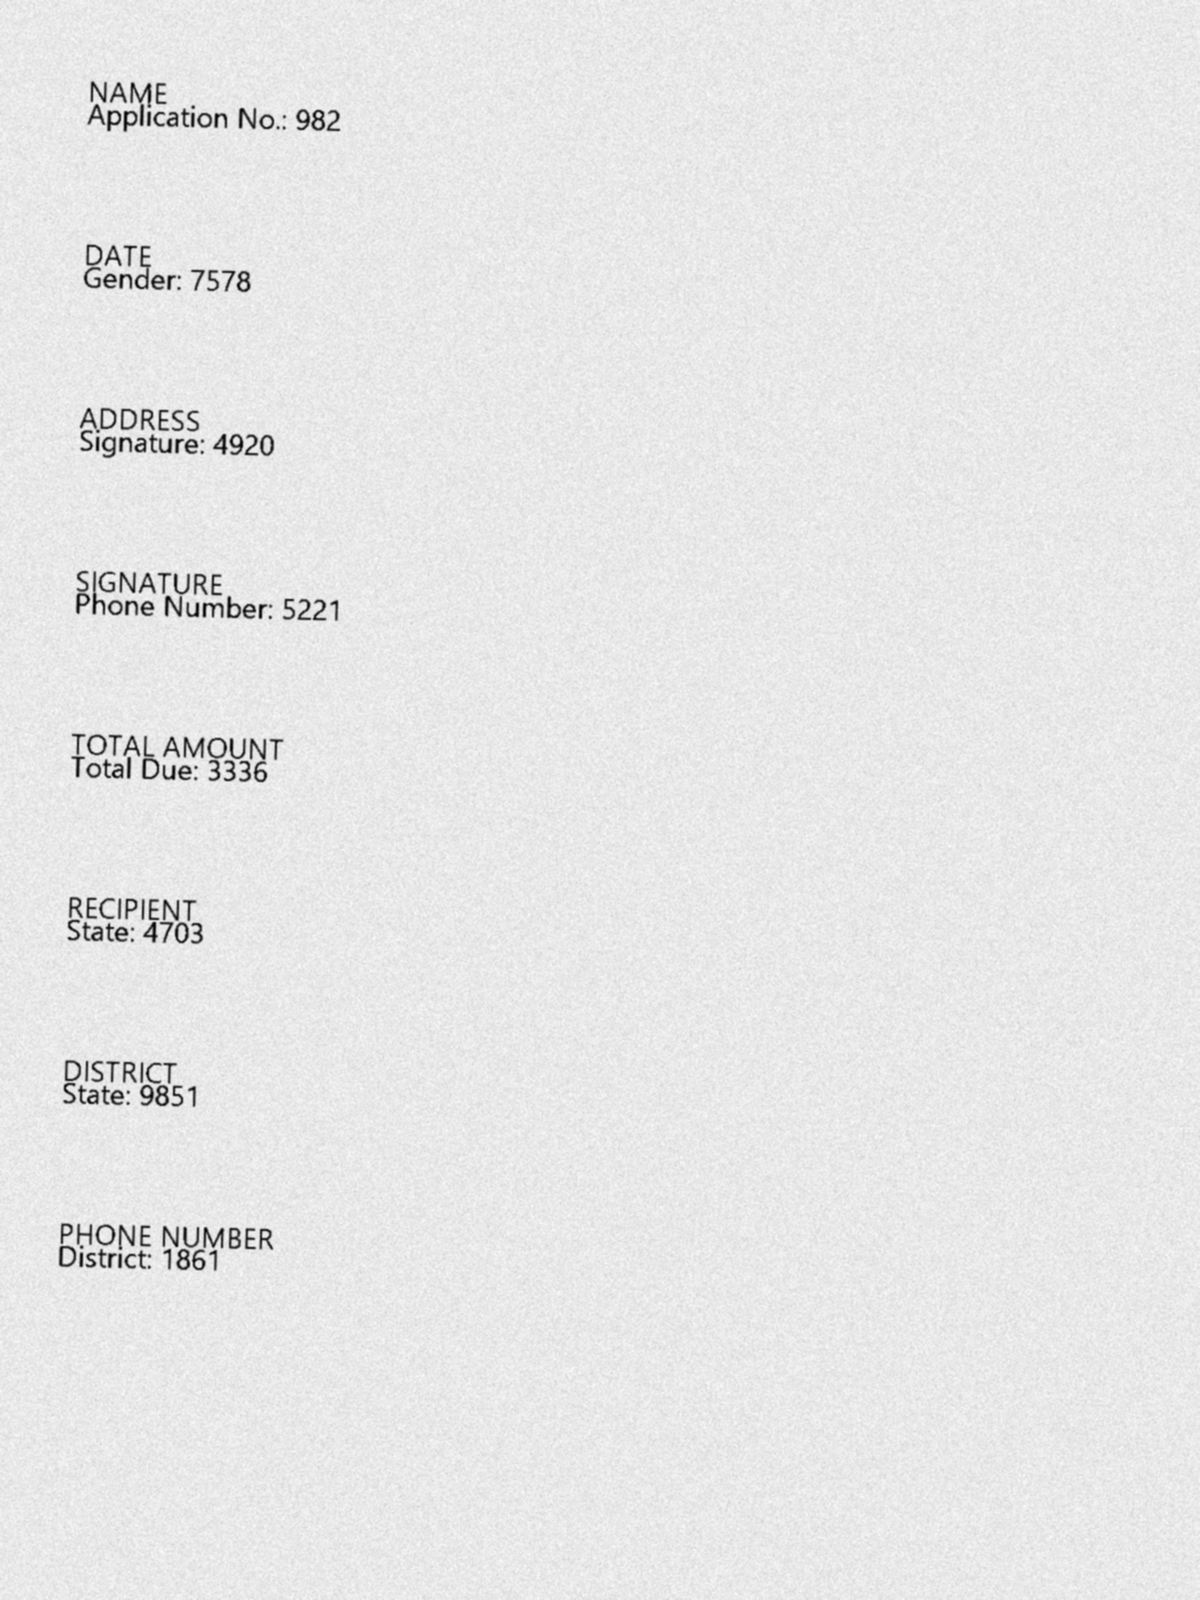 NAME
Application No.: 982
DATE
Gender: 7578
ADDRESS
Signature: 4920
SIGNATURE
Phone Number: 5221
TOTAL AMOUNT
Total Due: 3336
RECIPIENT
State: 4703
DISTRICT
State: 9851
PHONE NUMBER
District: 1861